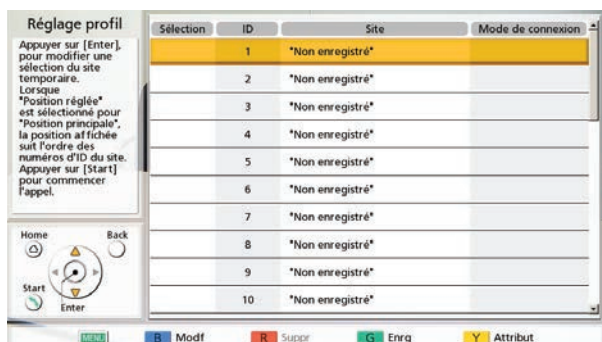 Réglage profil
Appuyer sur [Enter],
pour modifier une
sélection du site
temporaire.
Lorsque
"Position réglée"
est sélectionné pour
"Position principale",
la position affichée
suit l'ordre des
numéros d'ID du site.
Appuyer sur [Start]
pour commencer
l'appel.
Home Back
Start
Enter
Sélection ID Site Mode de connexion
1 "Non enregistré"
2 "Non enregistré"
3 "Non enregistré"
4 "Non enregistré"
5 "Non enregistré"
6 "Non enregistré"
7 "Non enregistré"
8 "Non enregistré"
9 "Non enregistré"
10 "Non enregistré"
MENU B Modf R Suppr G Enrg Y Attribut